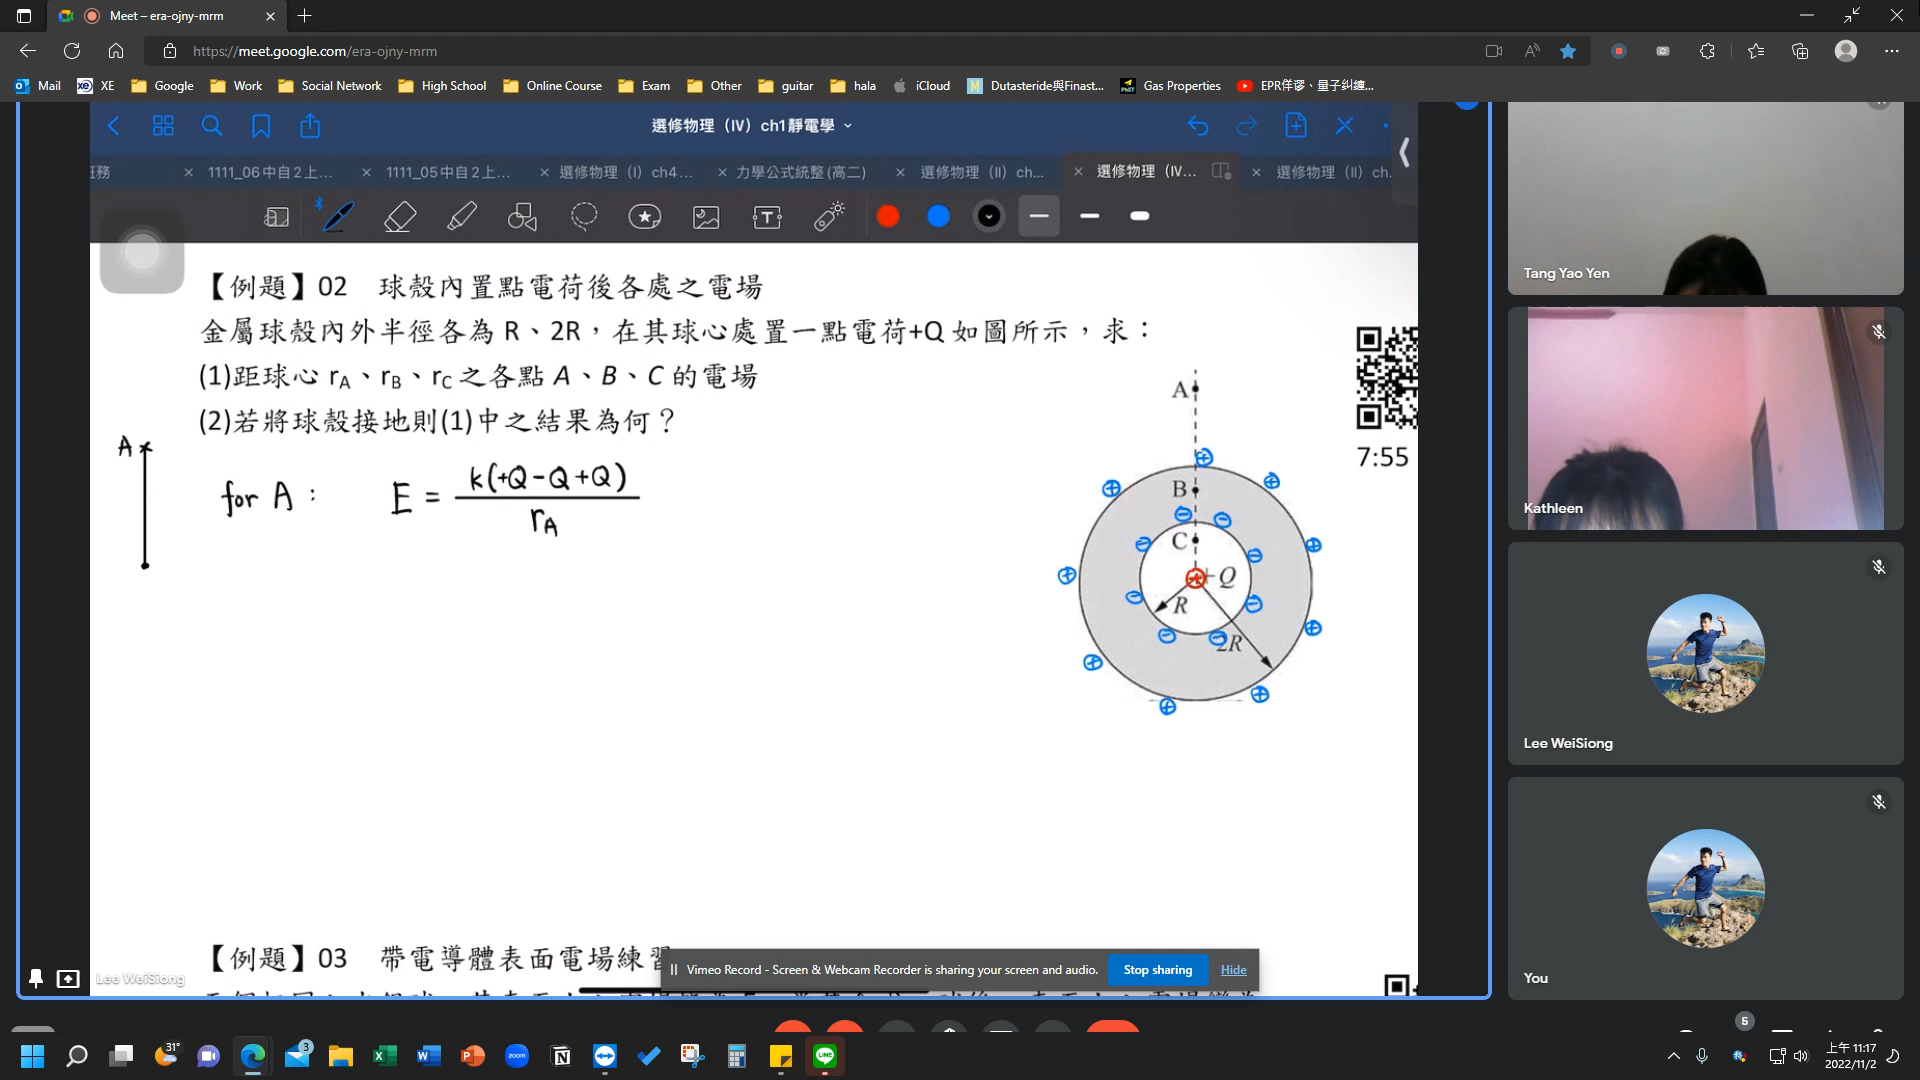 Meet – era-ojny-mrm
https://meet.google.com/era-ojny-mrm
Mail XE Google Work Social Network High School Online Course Exam Other guitar hala iCloud Dutasteride與Finast... Gas Properties EPR佯謬、量子糾纏...
選修物理（IV）ch1靜電學
1111_06中自2上... 1111_05中自2上... 選修物理（I）ch4... 力學公式統整(高二) 選修物理（II）ch... 選修物理（IV... 選修物理（II）ch.
【例題】02 球殼內置點電荷後各處之電場
金屬球殼內外半徑各為 R、2R，在其球心處置一點電荷+Q 如圖所示，求：
(1)距球心 rA、rB、rC 之各點 A、B、C 的電場
(2)若將球殼接地則(1)中之結果為何？
7:55
A
for A : E = k(+Q-Q+Q) / rA
A
B
C
+Q
R
2R
【例題】03 帶電導體表面電場練習
Tang Yao Yen
Kathleen
Lee WeiSiong
You
Lee WeiSiong
Vimeo Record - Screen & Webcam Recorder is sharing your screen and audio. Stop sharing Hide
5
31°
3
zoom
LINE
上午 11:17
2022/11/2